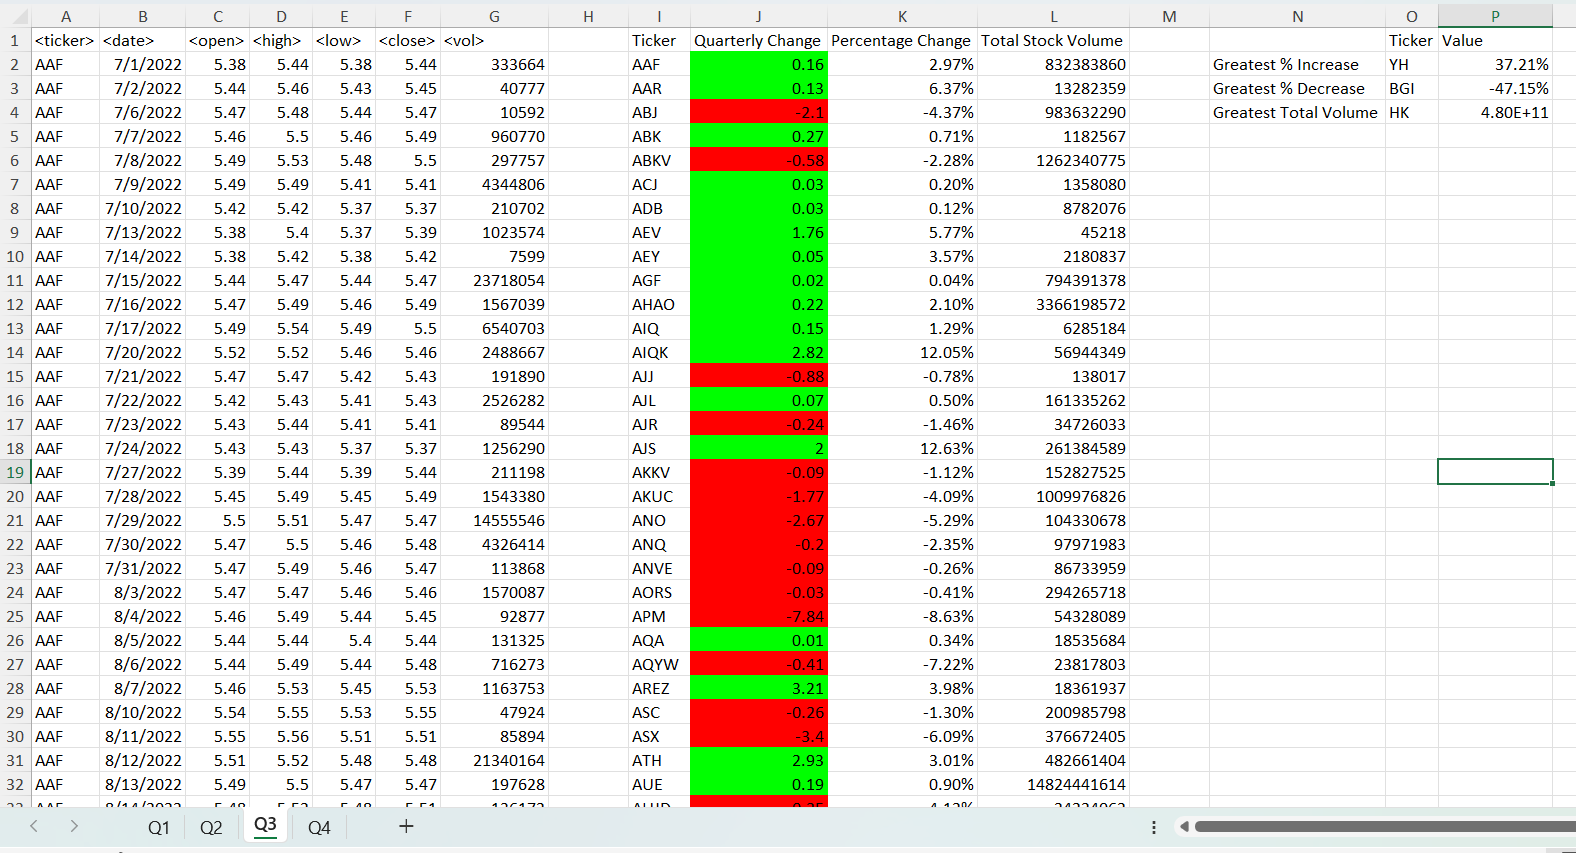 A B C D E F G H I J K L M N O P
1 <ticker> <date> <open> <high> <low> <close> <vol> Ticker Quarterly Change Percentage Change Total Stock Volume Ticker Value
2 AAF 7/1/2022 5.38 5.44 5.38 5.44 333664 AAF 0.16 2.97% 832383860 Greatest % Increase YH 37.21%
3 AAF 7/2/2022 5.44 5.46 5.43 5.45 40777 AAR 0.13 6.37% 13282359 Greatest % Decrease BGI -47.15%
4 AAF 7/6/2022 5.47 5.48 5.44 5.47 10592 ABJ -2.1 -4.37% 983632290 Greatest Total Volume HK 4.80E+11
5 AAF 7/7/2022 5.46 5.5 5.46 5.49 960770 ABK 0.27 0.71% 1182567
6 AAF 7/8/2022 5.49 5.53 5.48 5.5 297757 ABKV -0.58 -2.28% 1262340775
7 AAF 7/9/2022 5.49 5.49 5.41 5.41 4344806 ACJ 0.03 0.20% 1358080
8 AAF 7/10/2022 5.42 5.42 5.37 5.37 210702 ADB 0.03 0.12% 8782076
9 AAF 7/13/2022 5.38 5.4 5.37 5.39 1023574 AEV 1.76 5.77% 45218
10 AAF 7/14/2022 5.38 5.42 5.38 5.42 7599 AEY 0.05 3.57% 2180837
11 AAF 7/15/2022 5.44 5.47 5.44 5.47 23718054 AGF 0.02 0.04% 794391378
12 AAF 7/16/2022 5.47 5.49 5.46 5.49 1567039 AHAO 0.22 2.10% 3366198572
13 AAF 7/17/2022 5.49 5.54 5.49 5.5 6540703 AIQ 0.15 1.29% 6285184
14 AAF 7/20/2022 5.52 5.52 5.46 5.46 2488667 AIQK 2.82 12.05% 56944349
15 AAF 7/21/2022 5.47 5.47 5.42 5.43 191890 AJJ -0.88 -0.78% 138017
16 AAF 7/22/2022 5.42 5.43 5.41 5.43 2526282 AJL 0.07 0.50% 161335262
17 AAF 7/23/2022 5.43 5.44 5.41 5.41 89544 AJR -0.24 -1.46% 34726033
18 AAF 7/24/2022 5.43 5.43 5.37 5.37 1256290 AJS 2 12.63% 261384589
19 AAF 7/27/2022 5.39 5.44 5.39 5.44 211198 AKKV -0.09 -1.12% 152827525
20 AAF 7/28/2022 5.45 5.49 5.45 5.49 1543380 AKUC -1.77 -4.09% 1009976826
21 AAF 7/29/2022 5.5 5.51 5.47 5.47 14555546 ANO -2.67 -5.29% 104330678
22 AAF 7/30/2022 5.47 5.5 5.46 5.48 4326414 ANQ -0.2 -2.35% 97971983
23 AAF 7/31/2022 5.47 5.49 5.46 5.47 113868 ANVE -0.09 -0.26% 86733959
24 AAF 8/3/2022 5.47 5.47 5.46 5.46 1570087 AORS -0.03 -0.41% 294265718
25 AAF 8/4/2022 5.46 5.49 5.44 5.45 92877 APM -7.84 -8.63% 54328089
26 AAF 8/5/2022 5.44 5.44 5.4 5.44 131325 AQA 0.01 0.34% 18535684
27 AAF 8/6/2022 5.44 5.49 5.44 5.48 716273 AQYW -0.41 -7.22% 23817803
28 AAF 8/7/2022 5.46 5.53 5.45 5.53 1163753 AREZ 3.21 3.98% 18361937
29 AAF 8/10/2022 5.54 5.55 5.53 5.55 47924 ASC -0.26 -1.30% 200985798
30 AAF 8/11/2022 5.55 5.56 5.51 5.51 85894 ASX -3.4 -6.09% 376672405
31 AAF 8/12/2022 5.51 5.52 5.48 5.48 21340164 ATH 2.93 3.01% 482661404
32 AAF 8/13/2022 5.49 5.5 5.47 5.47 197628 AUE 0.19 0.90% 14824441614
Q1 Q2 Q3 Q4